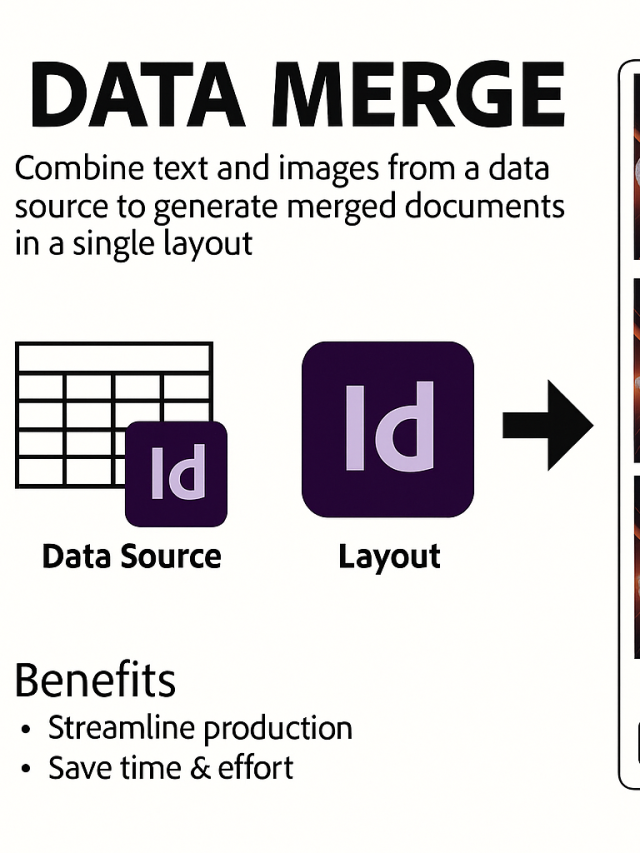 DATA MERGE
Combine text and images from a data
source to generate merged documents
in a single layout
Id
Id
Data Source
Layout
Benefits
• Streamline production
• Save time & effort